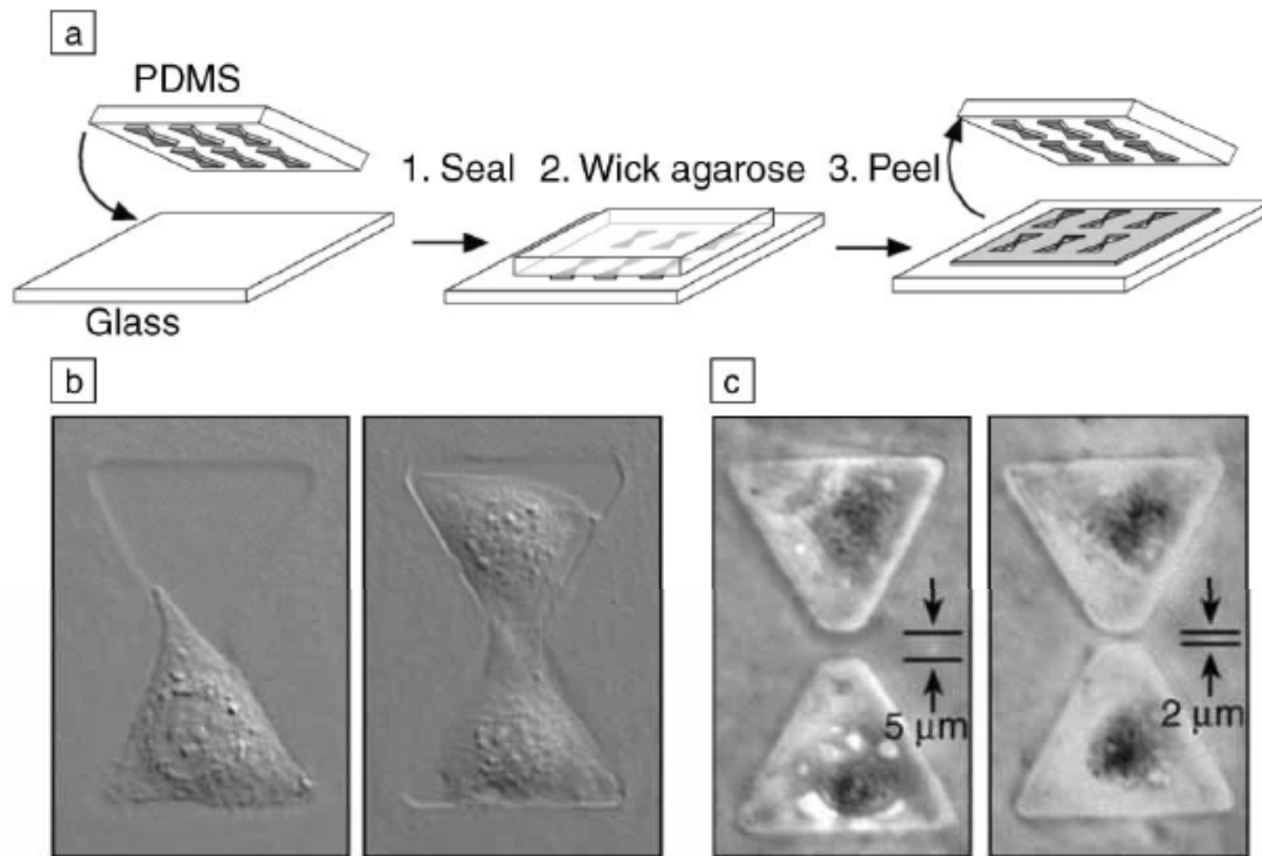 a
PDMS
1. Seal 2. Wick agarose 3. Peel
Glass
b
c
5 μm
2 μm